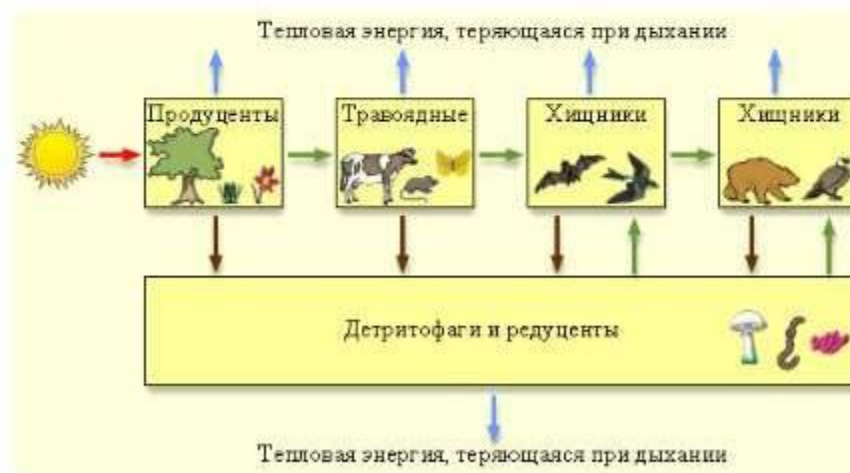 Тепловая энергия, теряющаяся при дыхании
Продуценты
Травоядные
Хищники
Хищники
Детритофаги и редуценты
Тепловая энергия, теряющаяся при дыхании